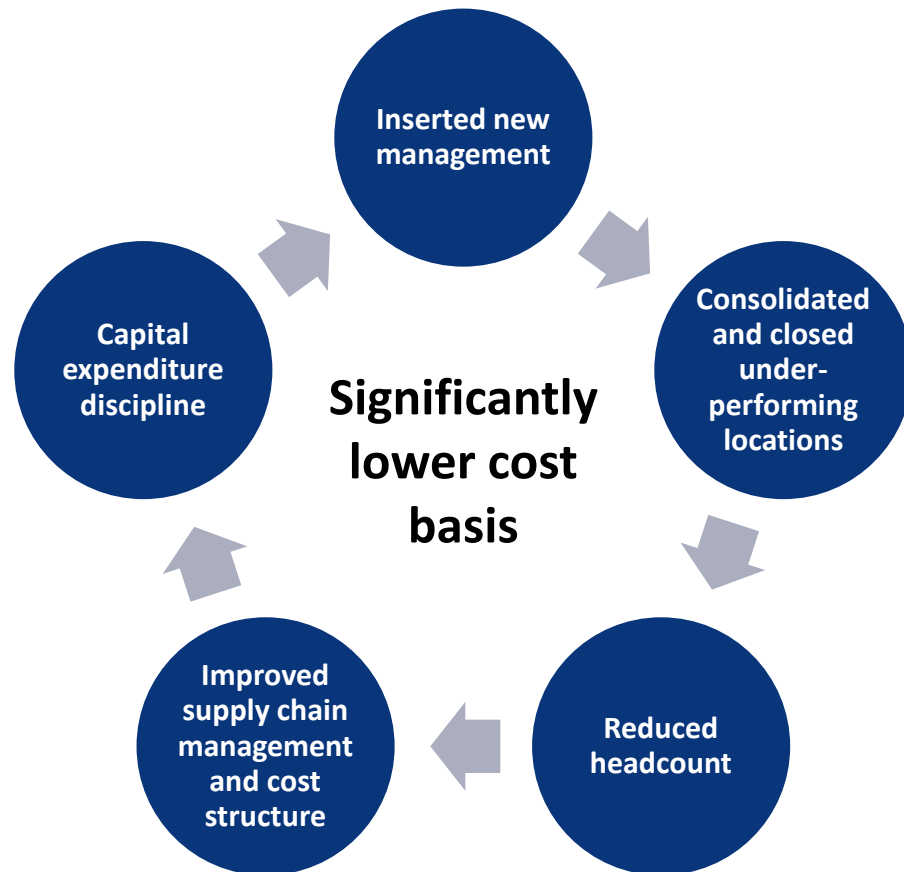 Inserted new
management
Consolidated
and closed
under-
performing
locations
Reduced
headcount
Improved
supply chain
management
and cost
structure
Capital
expenditure
discipline
Significantly
lower cost
basis